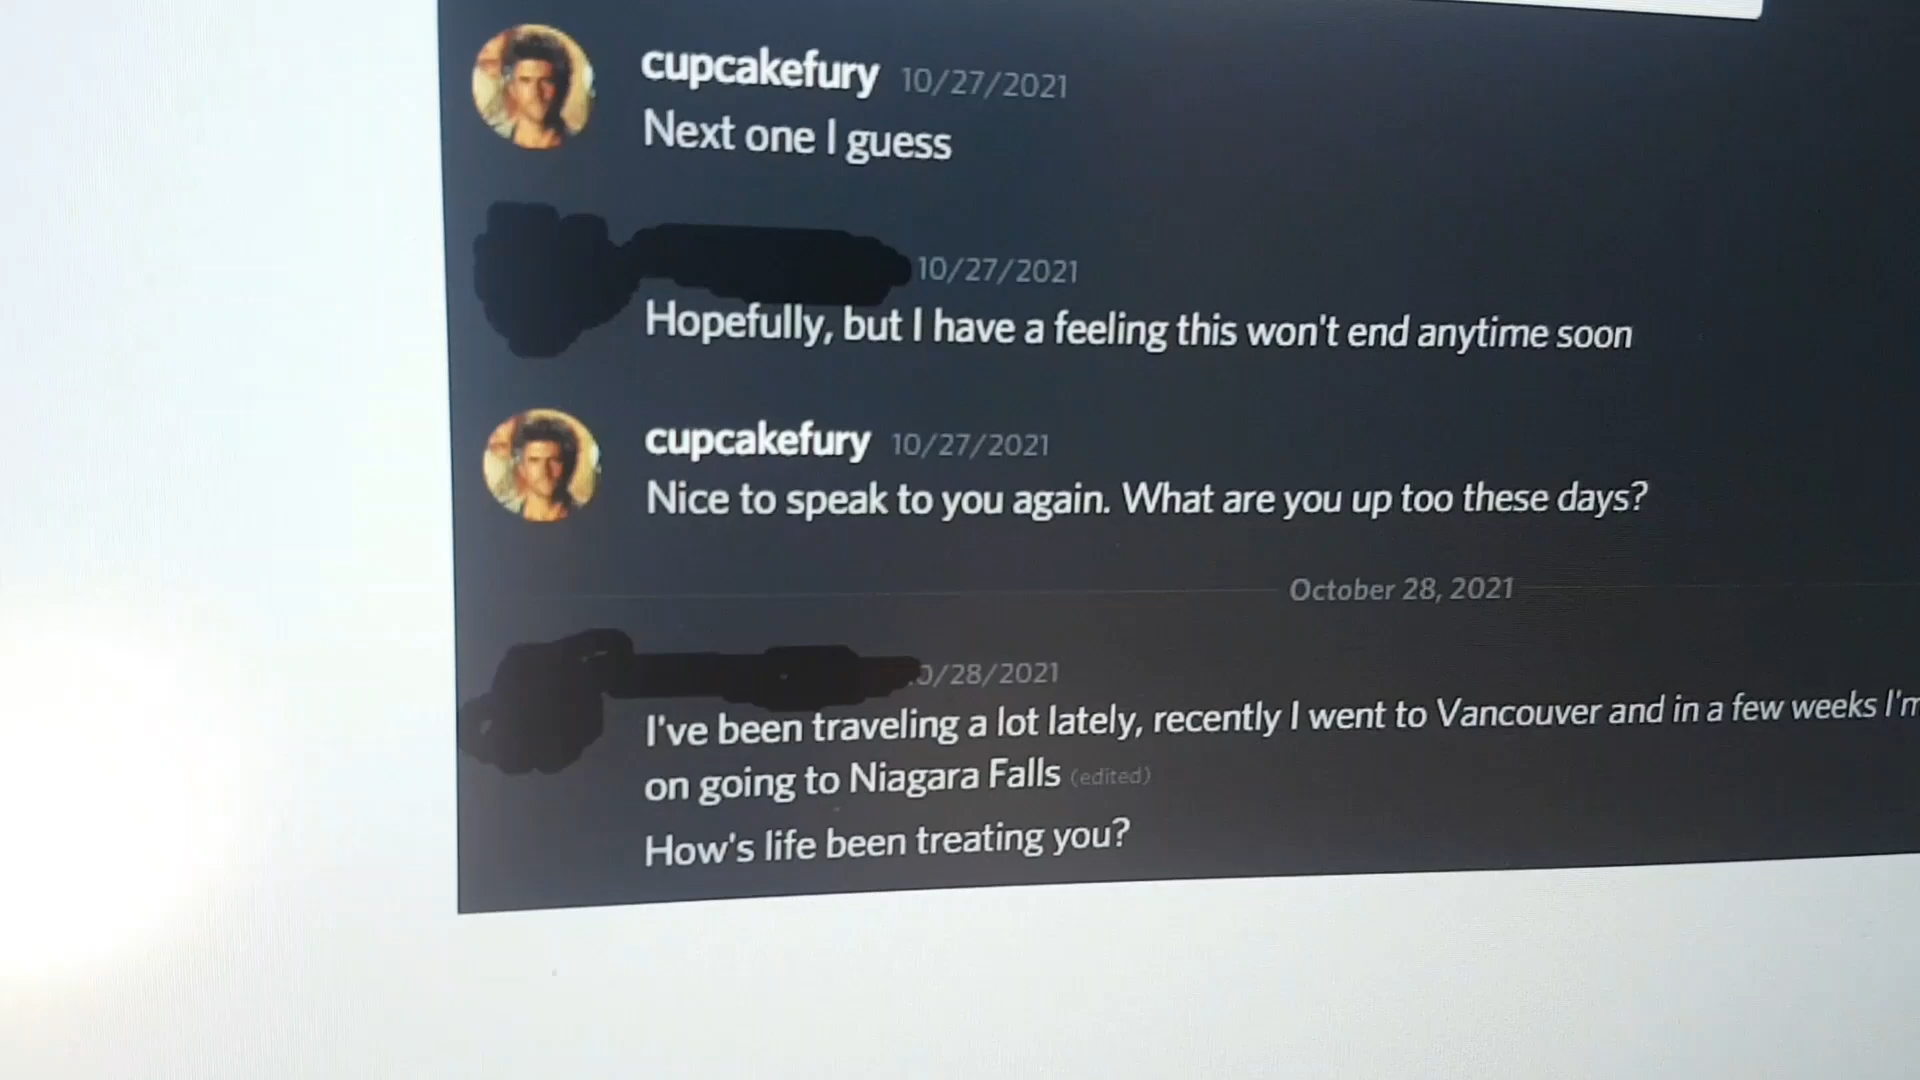 cupcakefury 10/27/2021
Next one I guess
10/27/2021
Hopefully, but I have a feeling this won't end anytime soon
cupcakefury 10/27/2021
Nice to speak to you again. What are you up too these days?
October 28, 2021
0/28/2021
I've been traveling a lot lately, recently I went to Vancouver and in a few weeks I'm
on going to Niagara Falls (edited)
How's life been treating you?